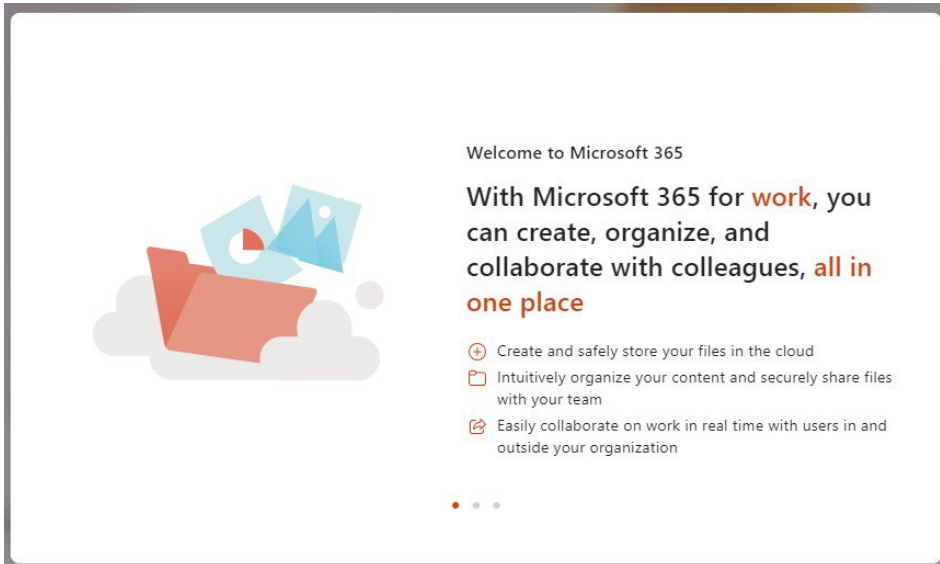 Welcome to Microsoft 365
With Microsoft 365 for work, you
can create, organize, and
collaborate with colleagues, all in
one place
Create and safely store your files in the cloud
Intuitively organize your content and securely share files
with your team
Easily collaborate on work in real time with users in and
outside your organization